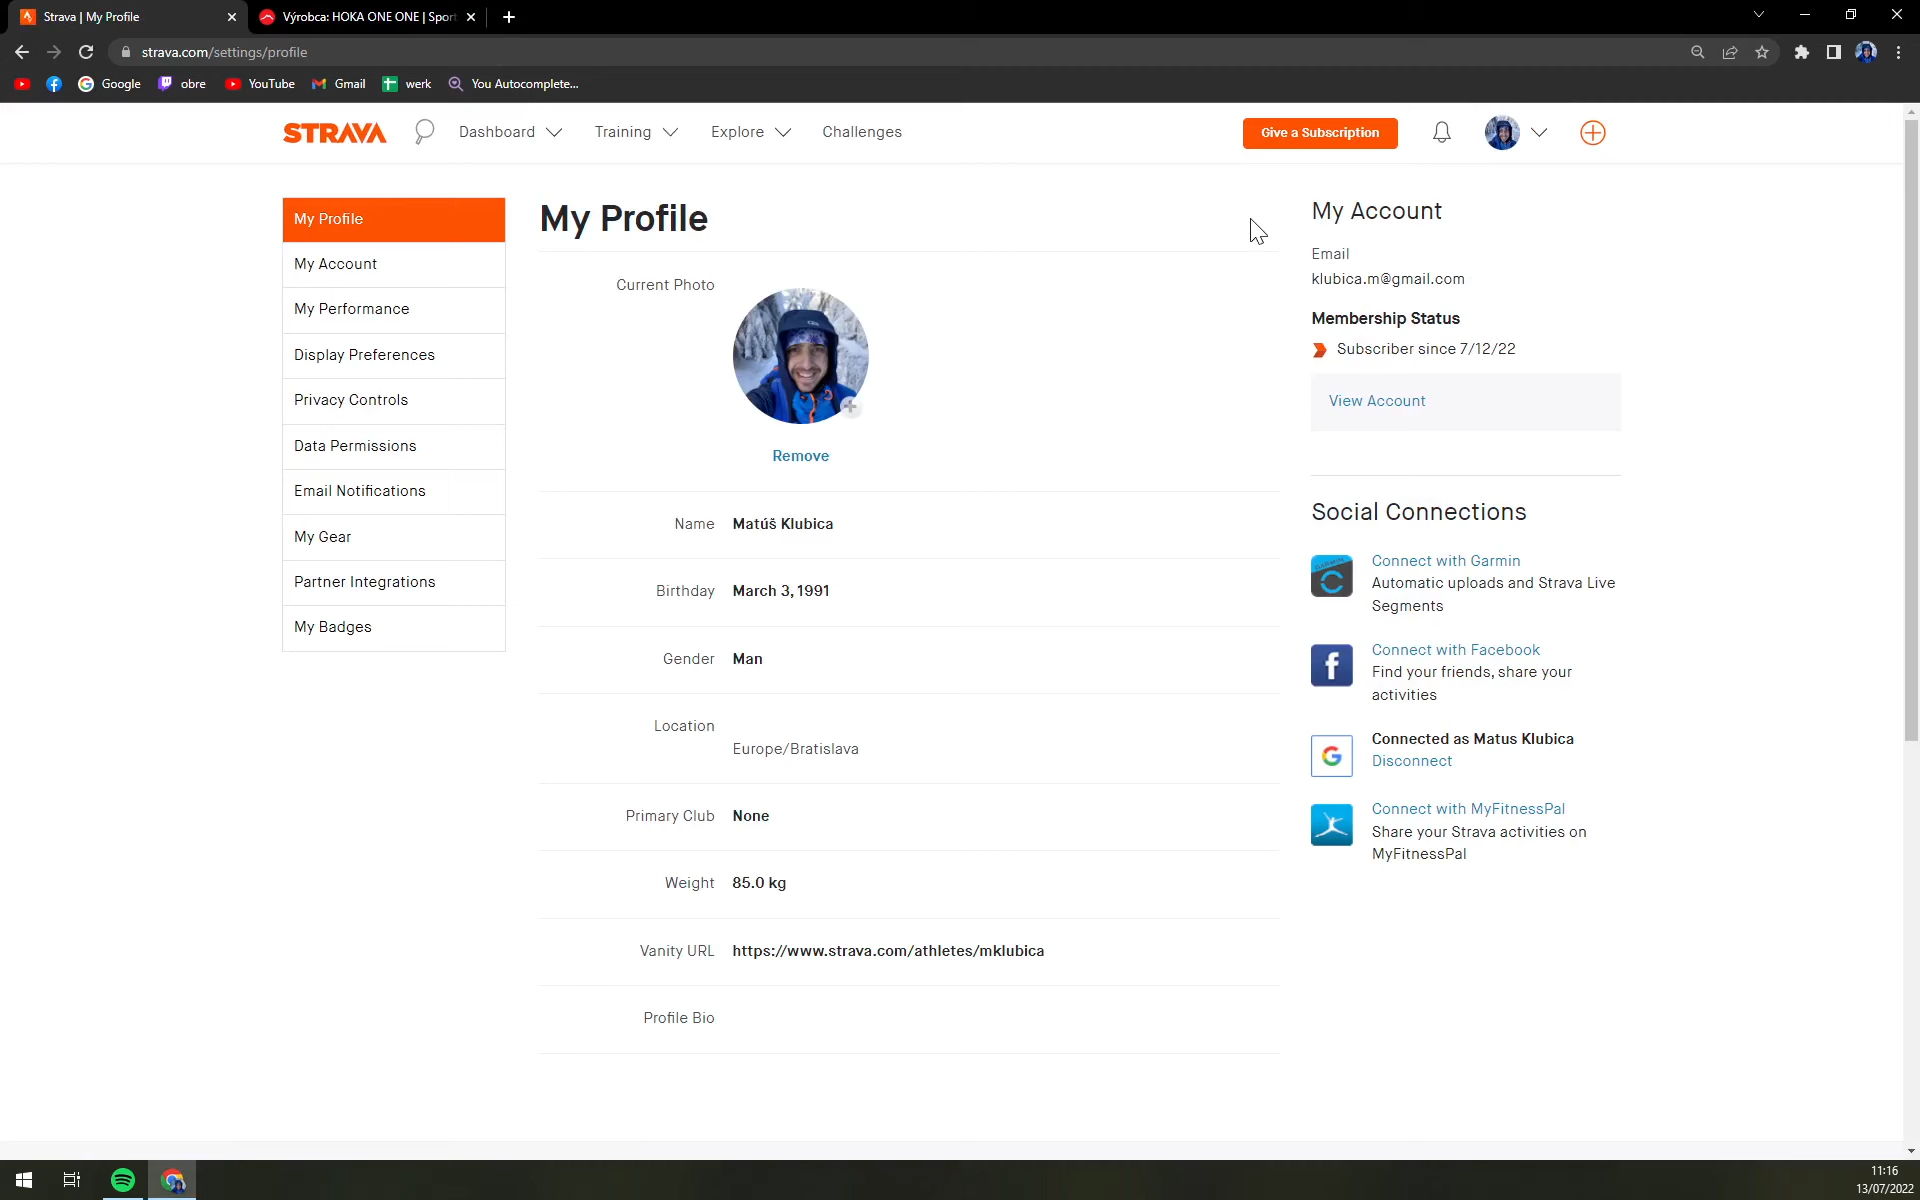 Strava | My Profile
Výrobca: HOKA ONE ONE | Spor
strava.com/settings/profile
Google
obre
YouTube
Gmail
werk
You Autocomplete...
STRAVA
Dashboard
Training
Explore
Challenges
Give a Subscription
My Profile
My Account
My Performance
Display Preferences
Privacy Controls
Data Permissions
Email Notifications
My Gear
Partner Integrations
My Badges
My Profile
Current Photo
Remove
Name Matúš Klubica
Birthday March 3, 1991
Gender Man
Location
Europe/Bratislava
Primary Club None
Weight 85.0 kg
Vanity URL https://www.strava.com/athletes/mklubica
Profile Bio
My Account
Email
klubica.m@gmail.com
Membership Status
Subscriber since 7/12/22
View Account
Social Connections
Connect with Garmin
Automatic uploads and Strava Live
Segments
Connect with Facebook
Find your friends, share your
activities
Connected as Matus Klubica
Disconnect
Connect with MyFitnessPal
Share your Strava activities on
MyFitnessPal
11:16
13/07/2022